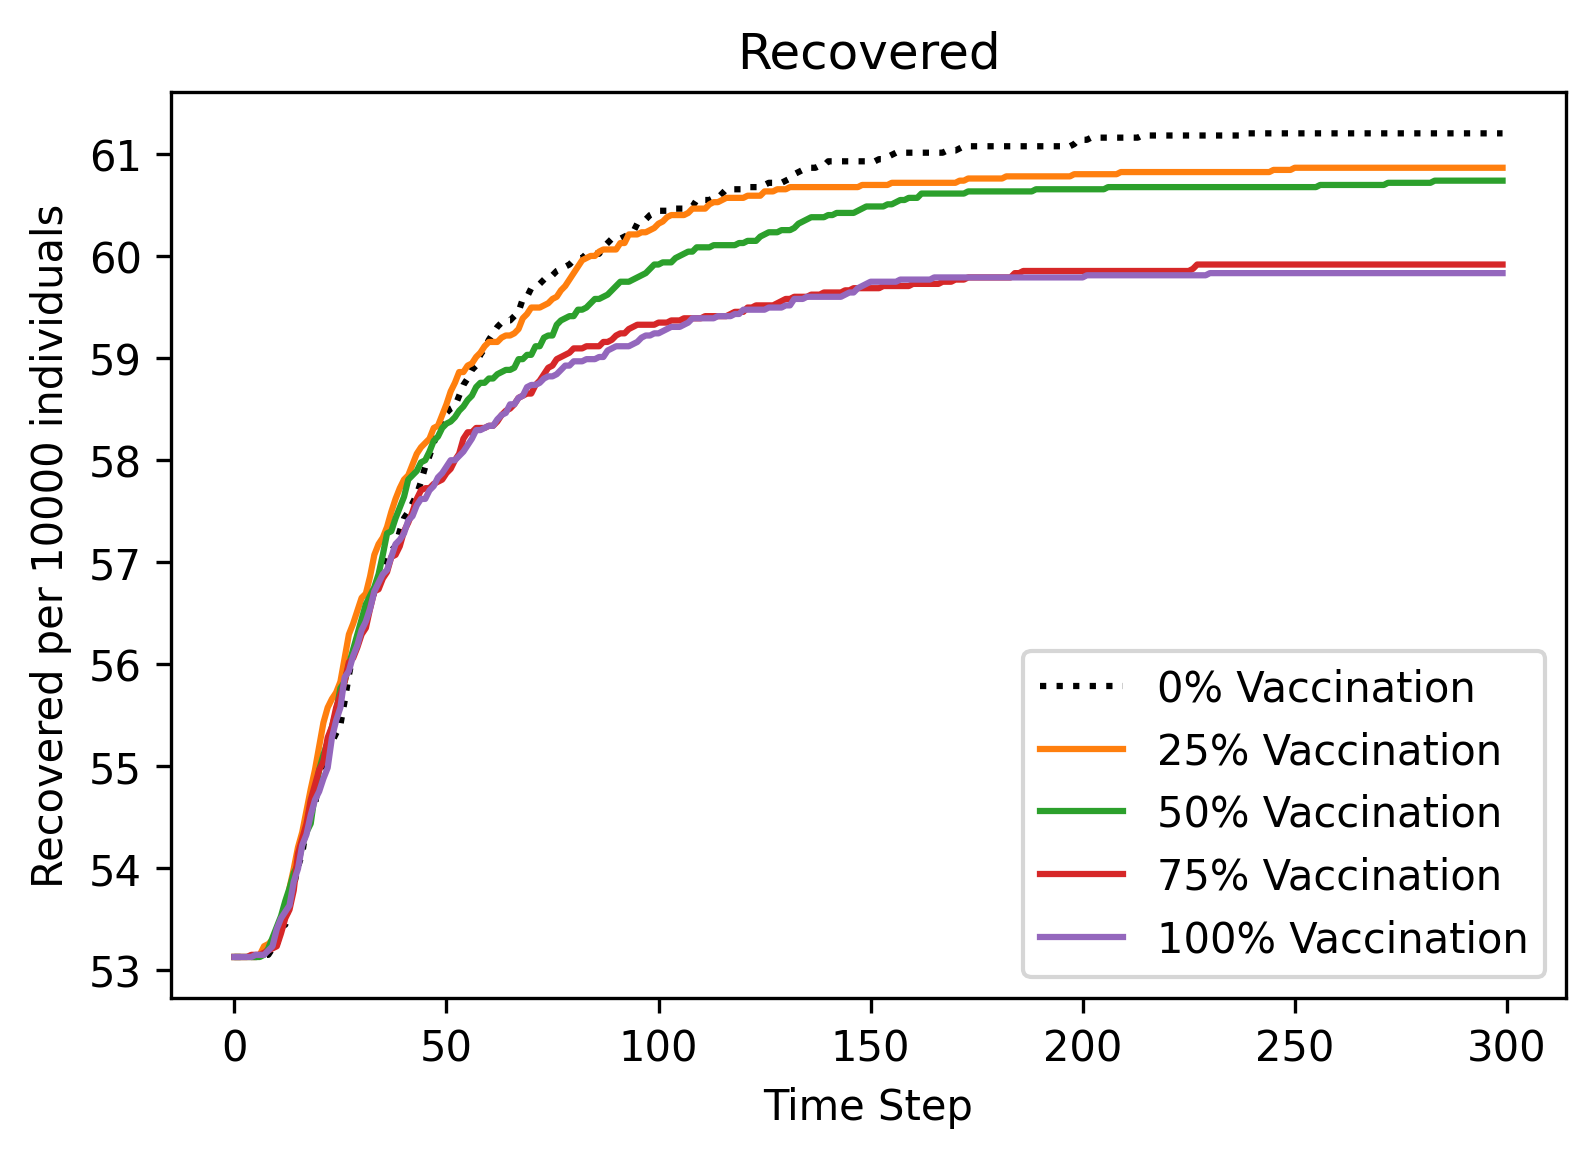 Recovered
Recovered per 10000 individuals
61
60
59
58
57
56
55
54
53
0% Vaccination
25% Vaccination
50% Vaccination
75% Vaccination
100% Vaccination
0 50 100 150 200 250 300
Time Step